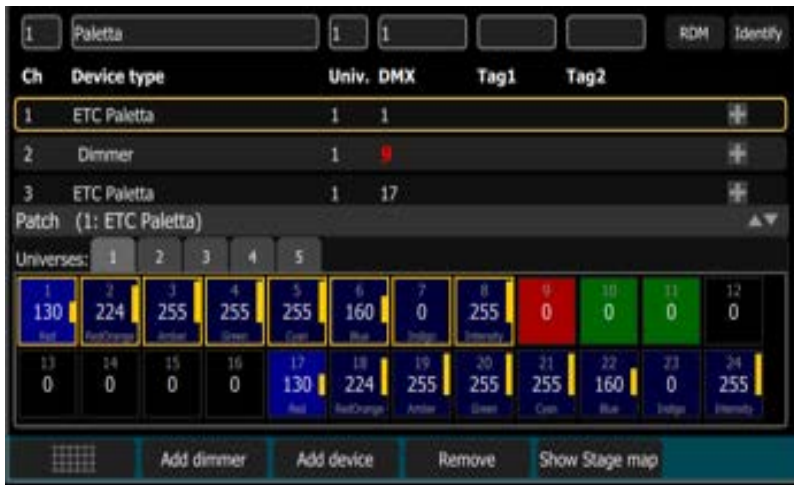 1 Paletta 1 1 RDM Identify
Ch Device type Univ. DMX Tag1 Tag2
1 ETC Paletta 1 1
2 Dimmer 1 9
3 ETC Paletta 1 17
Patch (1: ETC Paletta)
Universes: 1 2 3 4 5
1 2 3 4 5 6 7 8 9 10 11 12
130 224 255 255 255 160 0 255 0 0 0 0
Red RedOrange Amber Green Cyan Blue Indigo Intensity
13 14 15 16 17 18 19 20 21 22 23 24
0 0 0 0 130 224 255 255 255 160 0 255
Red RedOrange Amber Green Cyan Blue Indigo Intensity
Add dimmer Add device Remove Show Stage map